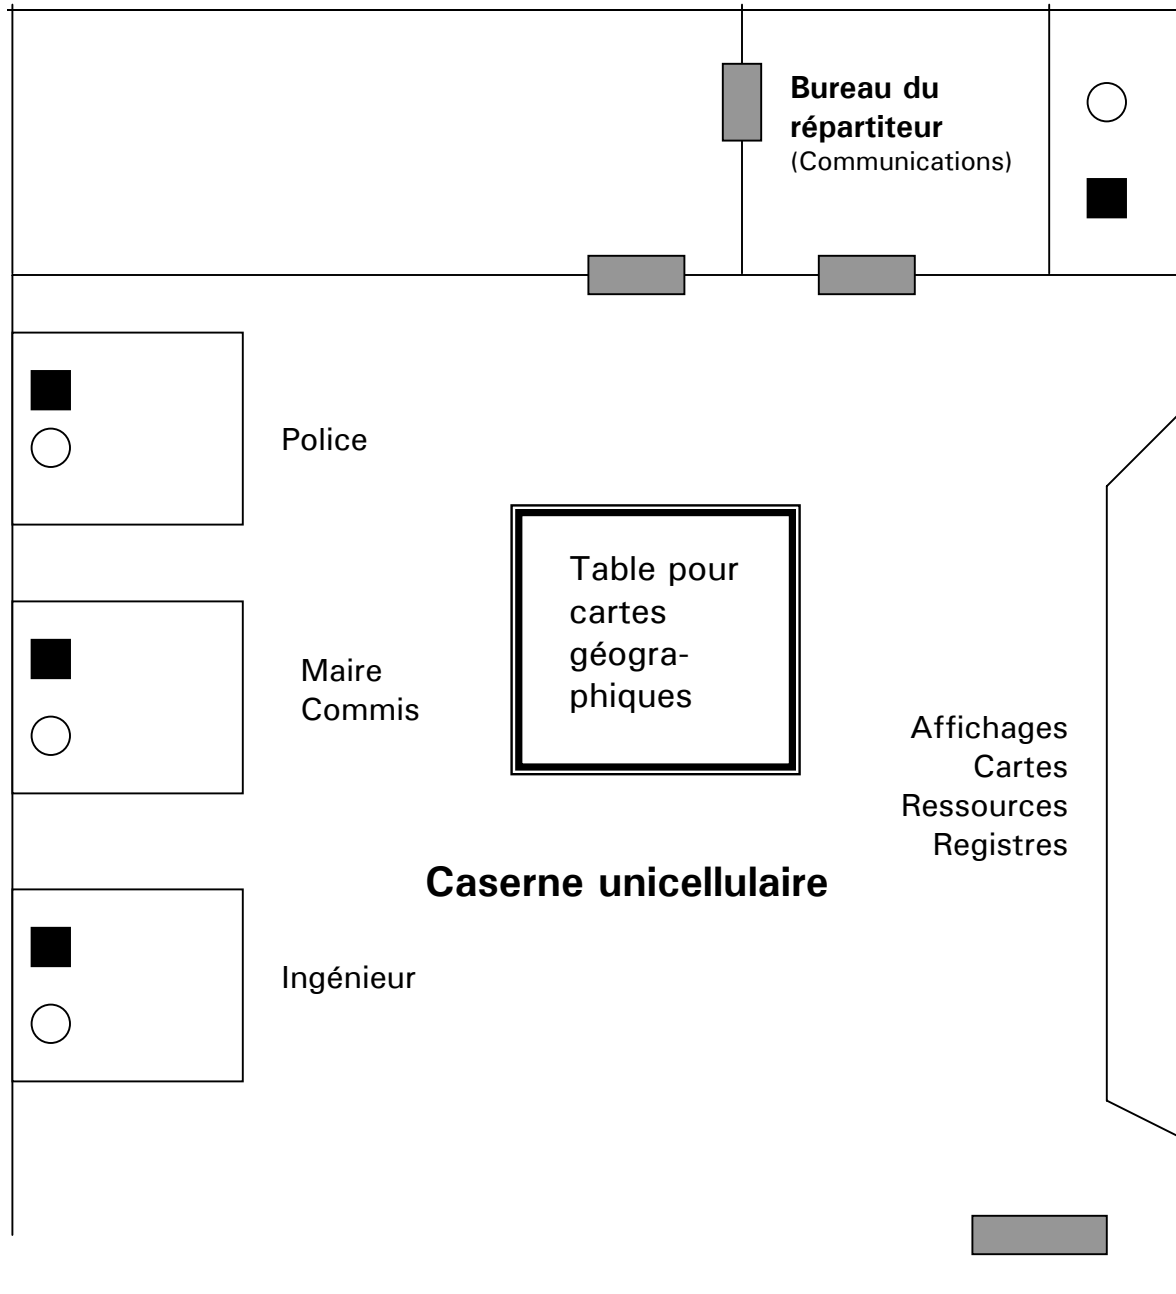 Bureau du
répartiteur
(Communications)
Police
Table pour
cartes
géogra-
phiques
Maire
Commis
Affichages
Cartes
Ressources
Registres
Caserne unicellulaire
Ingénieur